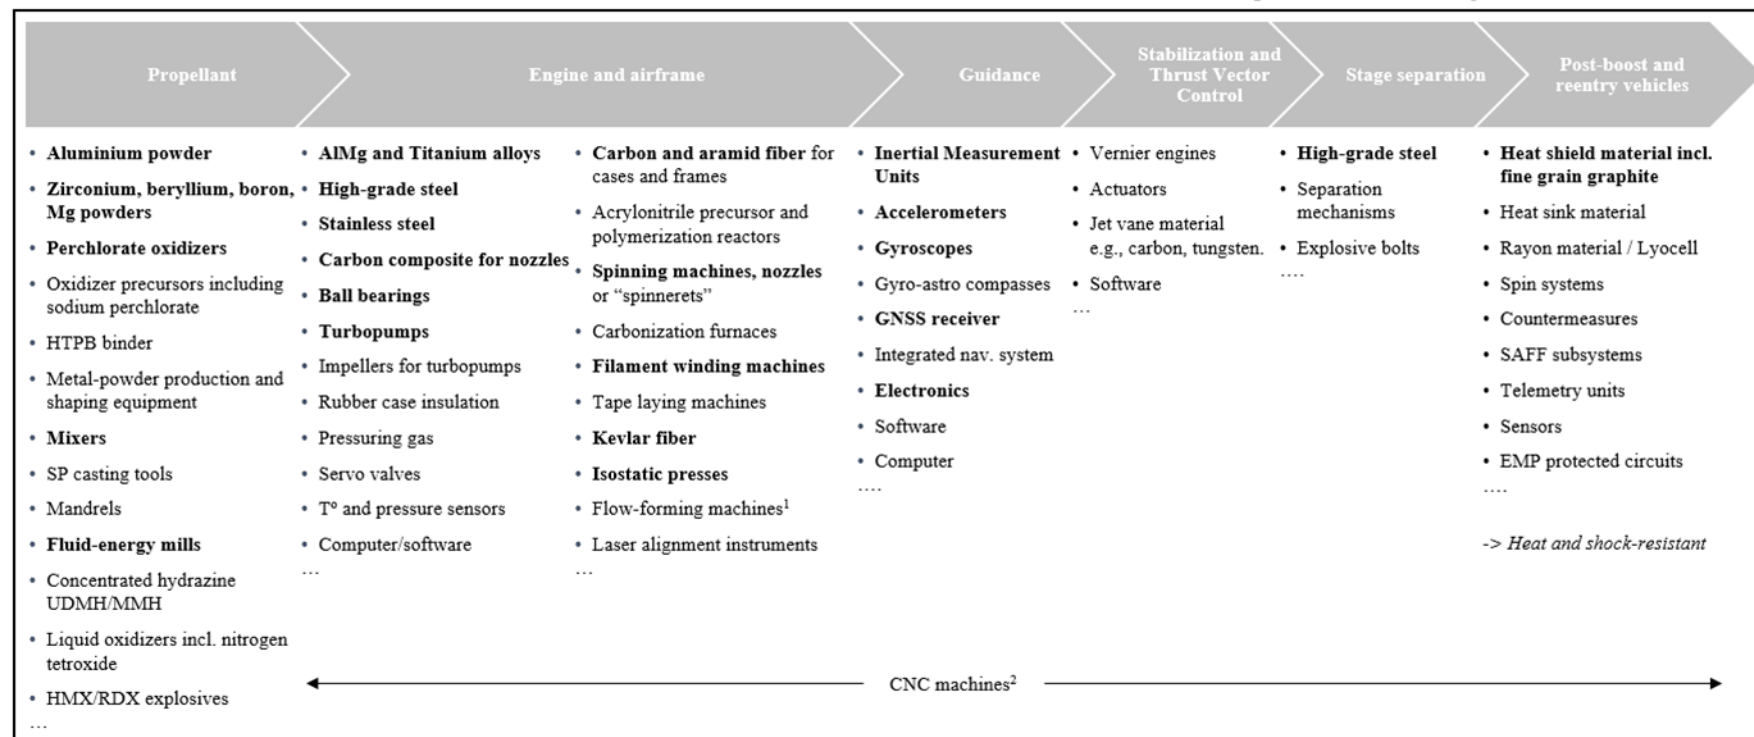 Propellant
Engine and airframe
Guidance
Stabilization and
Thrust Vector
Control
Stage separation
Post-boost and
reentry vehicles
• Aluminium powder
• Zirconium, beryllium, boron,
Mg powders
• Perchlorate oxidizers
• Oxidizer precursors including
sodium perchlorate
• HTPB binder
• Metal-powder production and
shaping equipment
• Mixers
• SP casting tools
• Mandrels
• Fluid-energy mills
• Concentrated hydrazine
UDMH/MMH
• Liquid oxidizers incl. nitrogen
tetroxide
• HMX/RDX explosives
…
• AlMg and Titanium alloys
• High-grade steel
• Stainless steel
• Carbon composite for nozzles
• Ball bearings
• Turbopumps
• Impellers for turbopumps
• Rubber case insulation
• Pressuring gas
• Servo valves
• Tº and pressure sensors
• Computer/software
…
• Carbon and aramid fiber for
cases and frames
• Acrylonitrile precursor and
polymerization reactors
• Spinning machines, nozzles
or “spinnerets”
• Carbonization furnaces
• Filament winding machines
• Tape laying machines
• Kevlar fiber
• Isostatic presses
• Flow-forming machines¹
• Laser alignment instruments
…
• Inertial Measurement
Units
• Accelerometers
• Gyroscopes
• Gyro-astro compasses
• GNSS receiver
• Integrated nav. system
• Electronics
• Software
• Computer
….
• Vernier engines
• Actuators
• Jet vane material
e.g., carbon, tungsten.
• Software
…
• High-grade steel
• Separation
mechanisms
• Explosive bolts
….
• Heat shield material incl.
fine grain graphite
• Heat sink material
• Rayon material / Lyocell
• Spin systems
• Countermeasures
• SAFF subsystems
• Telemetry units
• Sensors
• EMP protected circuits
….
-> Heat and shock-resistant
CNC machines²